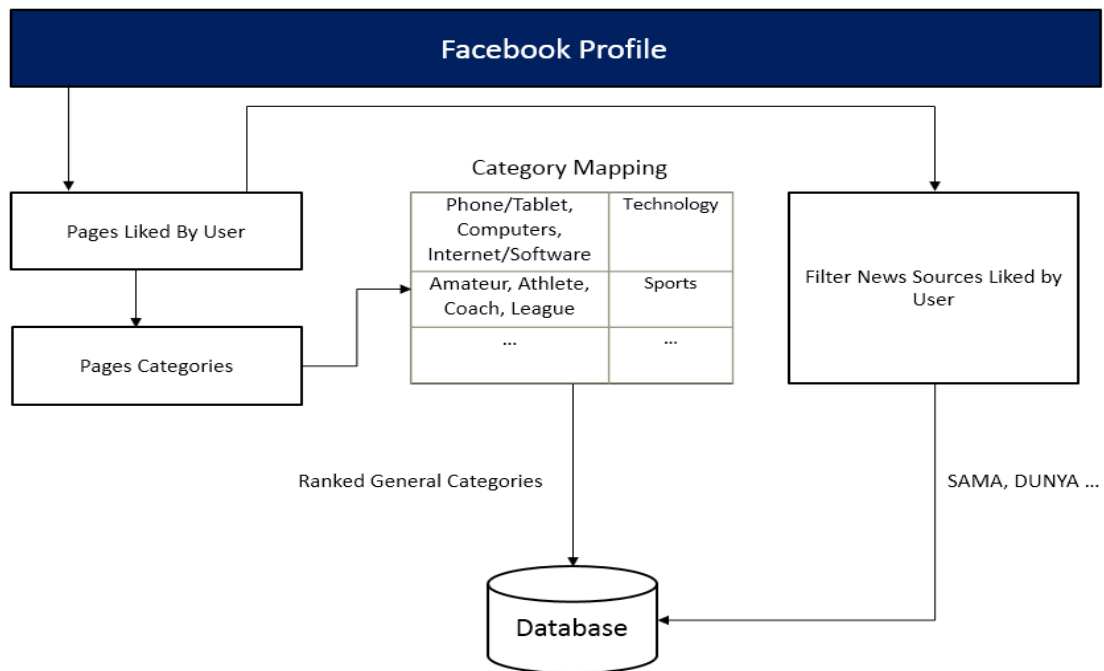 Facebook Profile
Category Mapping
Pages Liked By User
Phone/Tablet,
Computers,
Internet/Software
Technology
Amateur, Athlete,
Coach, League
Sports
...
...
Filter News Sources Liked by
User
Pages Categories
Ranked General Categories
SAMA, DUNYA ...
Database